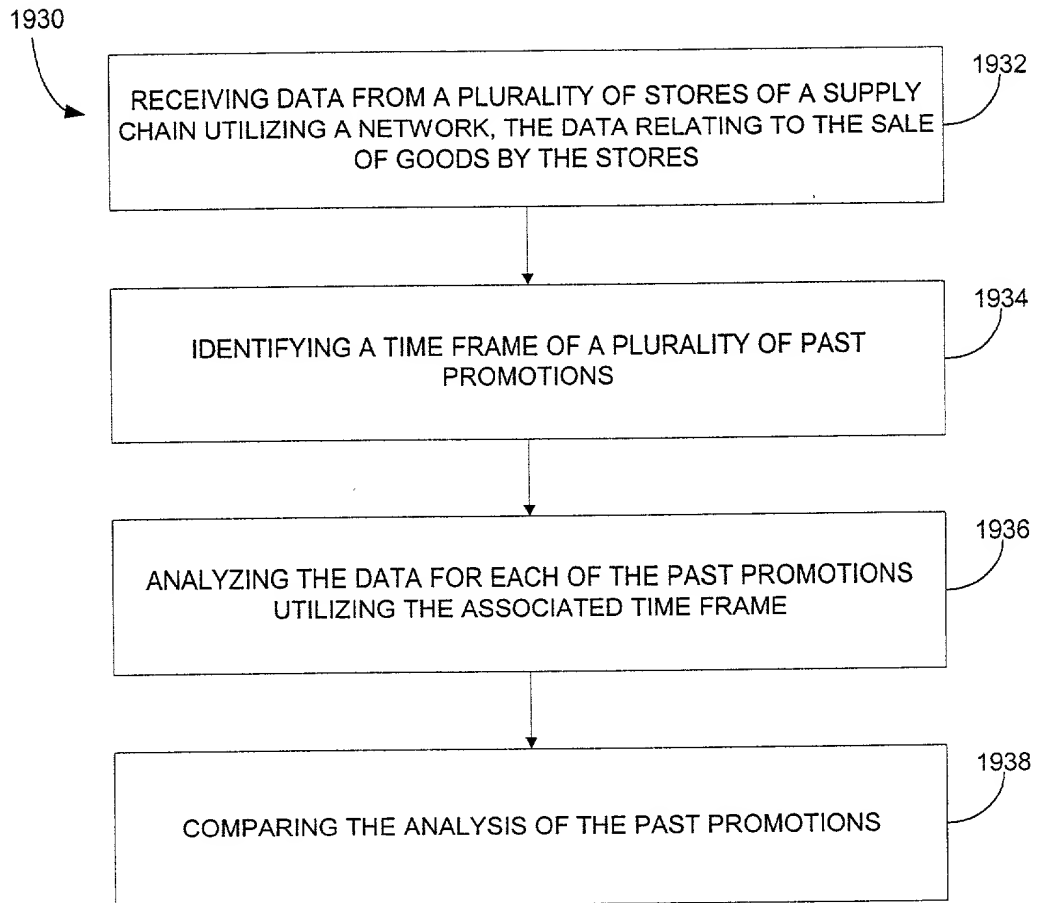 1930
1932
RECEIVING DATA FROM A PLURALITY OF STORES OF A SUPPLY
CHAIN UTILIZING A NETWORK, THE DATA RELATING TO THE SALE
OF GOODS BY THE STORES
1934
IDENTIFYING A TIME FRAME OF A PLURALITY OF PAST
PROMOTIONS
1936
ANALYZING THE DATA FOR EACH OF THE PAST PROMOTIONS
UTILIZING THE ASSOCIATED TIME FRAME
1938
COMPARING THE ANALYSIS OF THE PAST PROMOTIONS